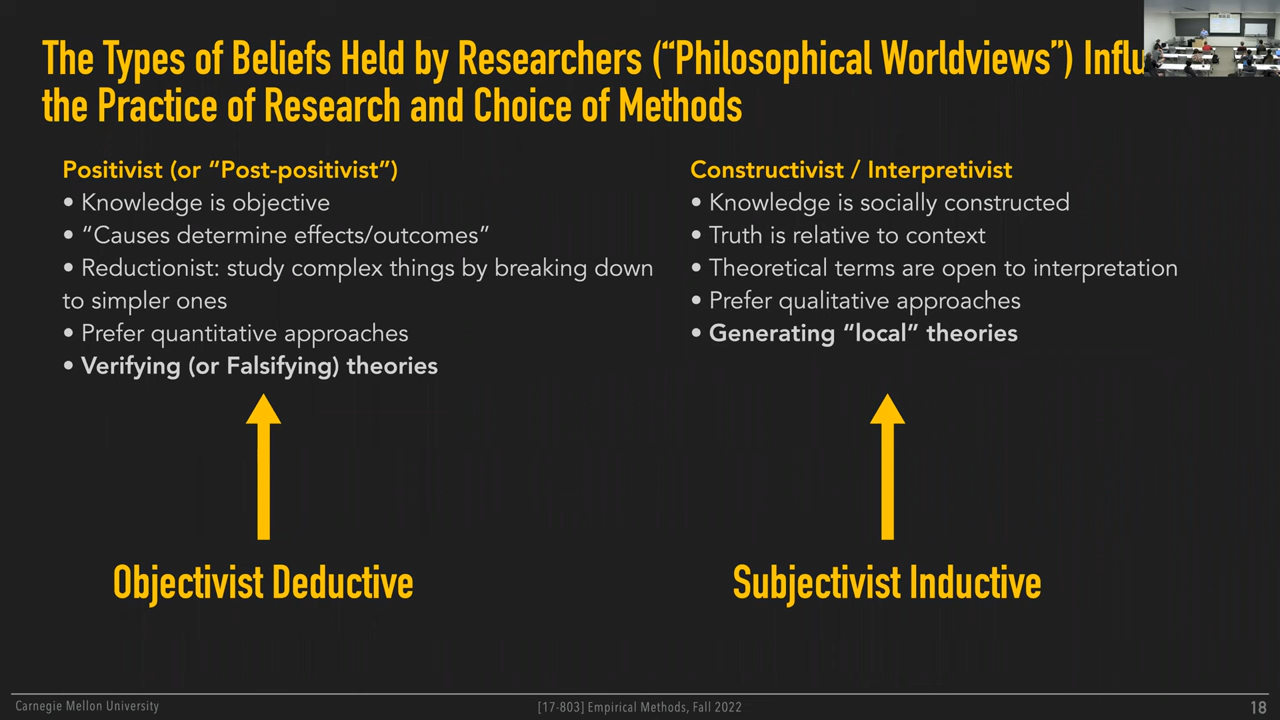 The Types of Beliefs Held by Researchers (“Philosophical Worldviews”)
the Practice of Research and Choice of Methods
Positivist (or “Post-positivist”)
• Knowledge is objective
• “Causes determine effects/outcomes”
• Reductionist: study complex things by breaking down
to simpler ones
• Prefer quantitative approaches
• Verifying (or Falsifying) theories
Constructivist / Interpretivist
• Knowledge is socially constructed
• Truth is relative to context
• Theoretical terms are open to interpretation
• Prefer qualitative approaches
• Generating “local” theories
Objectivist Deductive
Subjectivist Inductive
Carnegie Mellon University
[17-803] Empirical Methods, Fall 2022
18